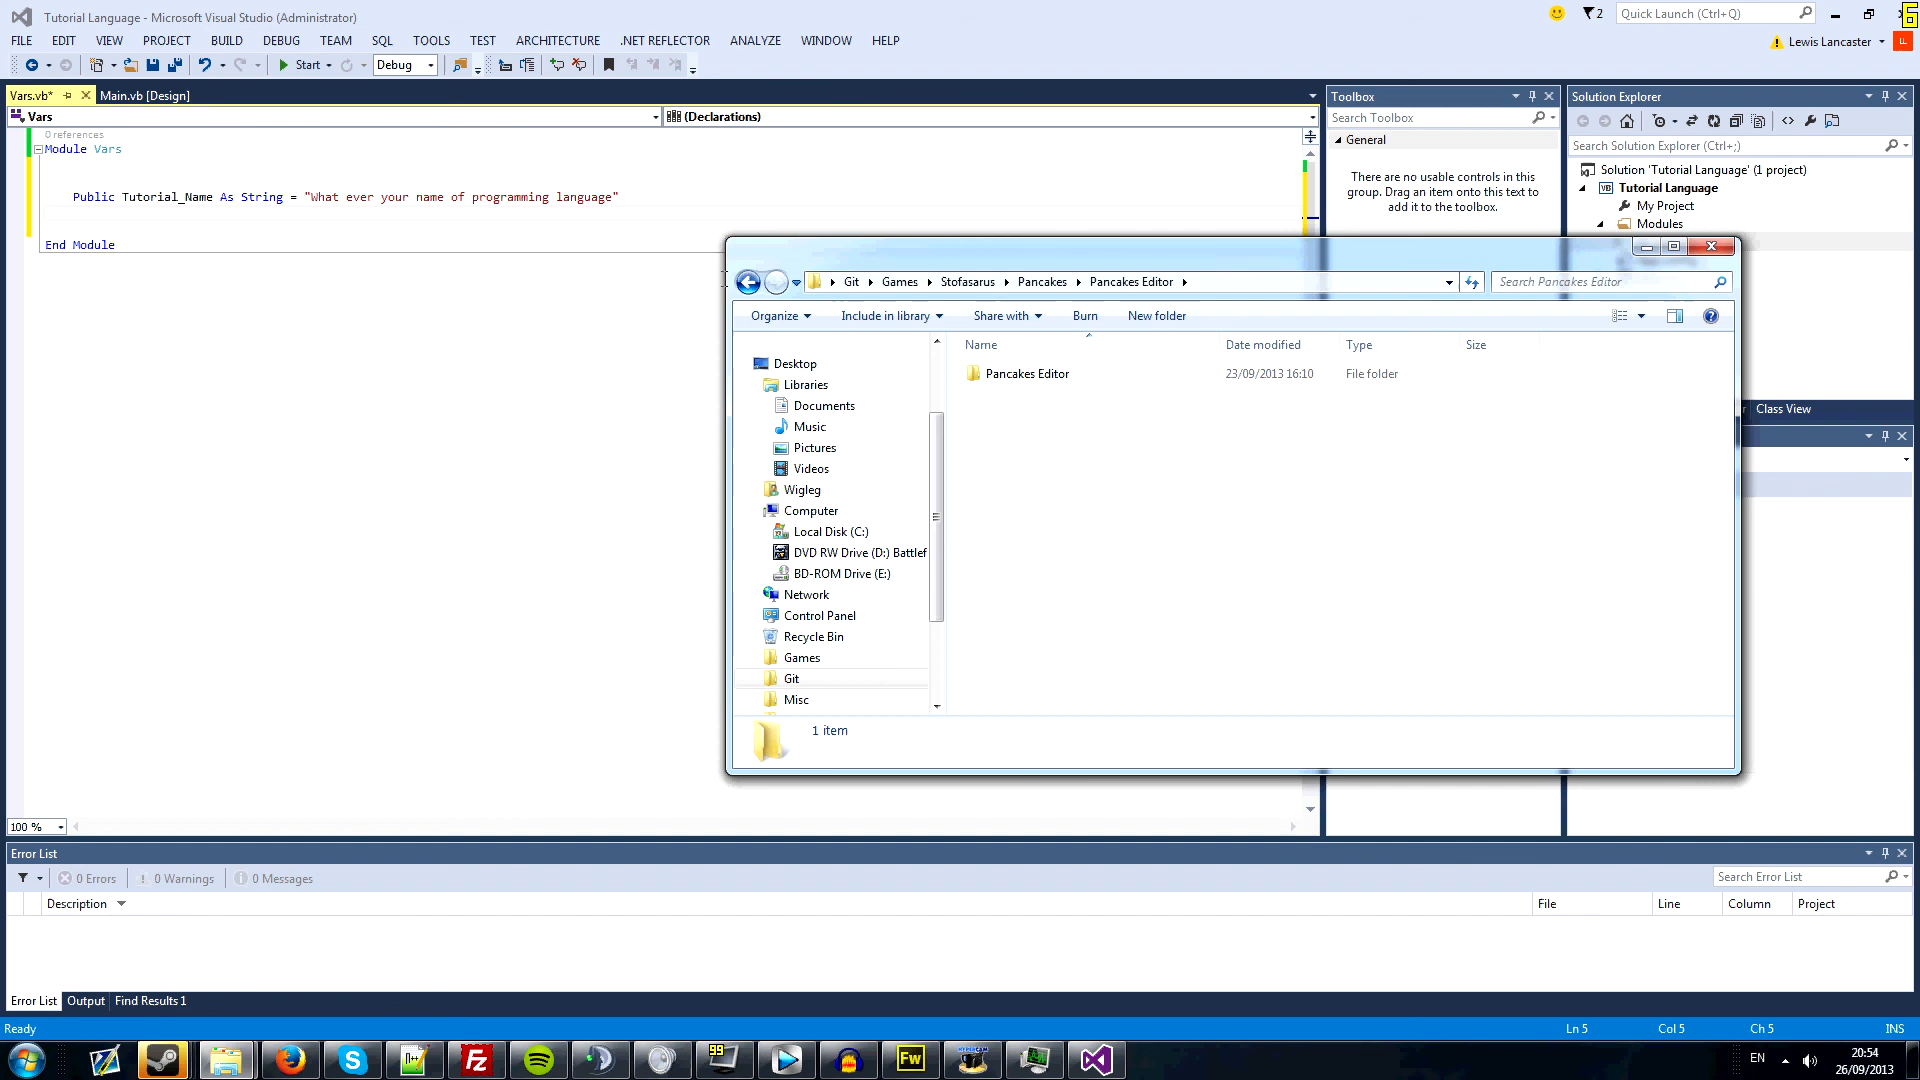 Tutorial Language - Microsoft Visual Studio (Administrator)
2
Quick Launch (Ctrl+Q)
6
FILE EDIT VIEW PROJECT BUILD DEBUG TEAM SQL TOOLS TEST ARCHITECTURE .NET REFLECTOR ANALYZE WINDOW HELP
Lewis Lancaster
LL
Start
Debug
Vars.vb*
Main.vb [Design]
Vars
(Declarations)
0 references
Module Vars
Public Tutorial_Name As String = "What ever your name of programming language"
End Module
Toolbox
Search Toolbox
General
There are no usable controls in this
group. Drag an item onto this text to
add it to the toolbox.
Solution Explorer
Search Solution Explorer (Ctrl+;)
Solution 'Tutorial Language' (1 project)
VB Tutorial Language
My Project
Modules
Class View
Git Games Stofasarus Pancakes Pancakes Editor
Search Pancakes Editor
Organize Include in library Share with Burn New folder
Name Date modified Type Size
Pancakes Editor 23/09/2013 16:10 File folder
Desktop
Libraries
Documents
Music
Pictures
Videos
Wigleg
Computer
Local Disk (C:)
DVD RW Drive (D:) Battlef
BD-ROM Drive (E:)
Network
Control Panel
Recycle Bin
Games
Git
Misc
1 item
100 %
Error List
0 Errors
0 Warnings
0 Messages
Search Error List
Description File Line Column Project
Error List Output Find Results 1
Ready
Ln 5 Col 5 Ch 5 INS
Fz
99
Fw
EN
20:54
26/09/2013